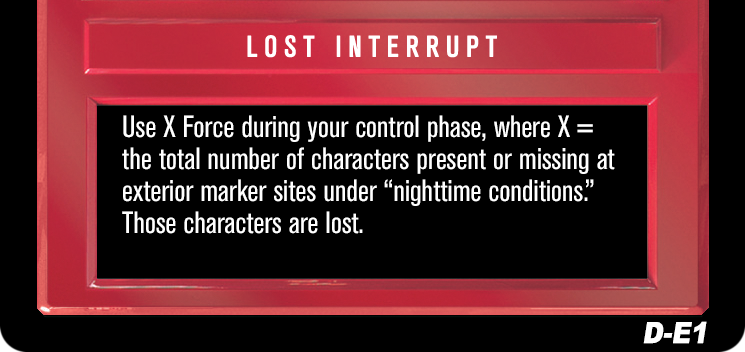 LOST INTERRUPT
Use X Force during your control phase, where X =
the total number of characters present or missing at
exterior marker sites under “nighttime conditions.”
Those characters are lost.
D-E1